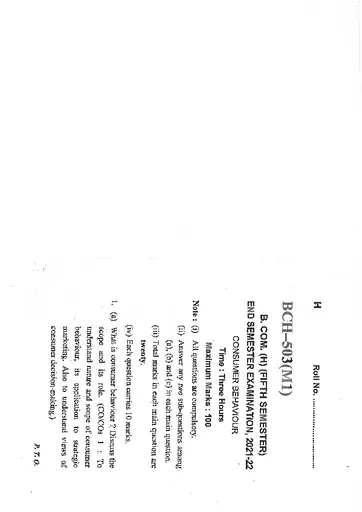 H
Roll No. ........................
BCH–503(M1)
B. COM. (H) (FIFTH SEMESTER)
END SEMESTER EXAMINATION, 2021-22
CONSUMER BEHAVIOUR
Time : Three Hours
Maximum Marks : 100
Note : (i) All questions are compulsory.
(ii) Answer any two sub-questions among
(a), (b) and (c) in each main question.
(iii) Total marks in each main question are
twenty.
(iv) Each question carries 10 marks.
1. (a) What is consumer behaviour ? Discuss the
scope and its role. (CO/COs 1 : To
understand nature and scope of consumer
behaviour, its application to strategic
marketing. Also to understand views of
consumer decision-making.)
P. T. O.